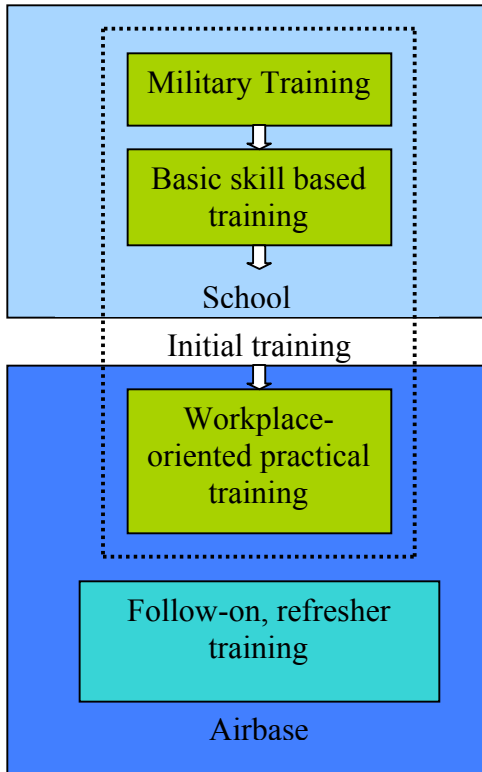 Military Training
Basic skill based
training
School
Initial training
Workplace-
oriented practical
training
Follow-on, refresher
training
Airbase